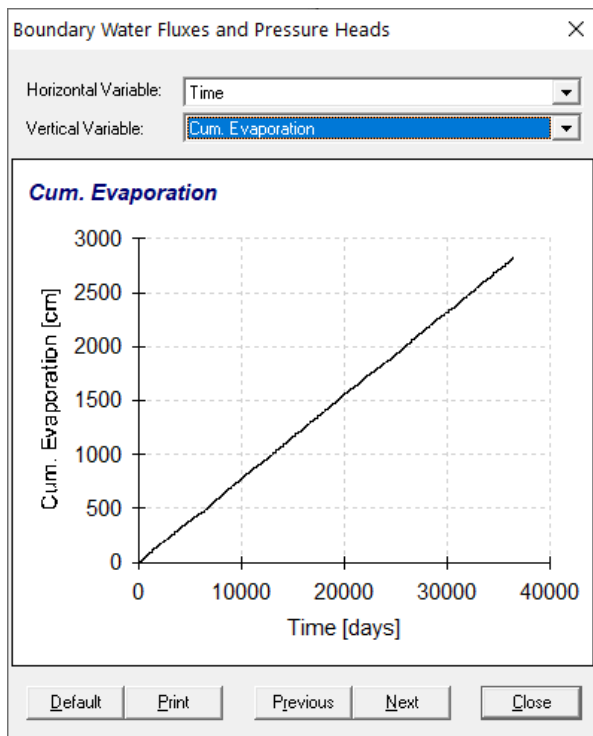 Boundary Water Fluxes and Pressure Heads
Horizontal Variable: Time
Vertical Variable: Cum. Evaporation
Cum. Evaporation
3000
2500
2000
1500
1000
500
0
Cum. Evaporation [cm]
0 10000 20000 30000 40000
Time [days]
Default Print Previous Next Close